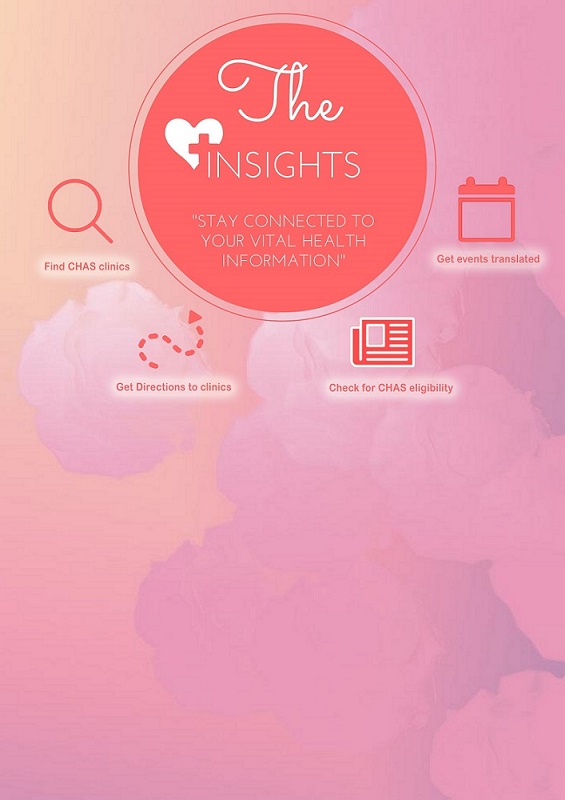 The
INSIGHTS
"STAY CONNECTED TO
YOUR VITAL HEALTH
INFORMATION"
Find CHAS clinics
Get events translated
Get Directions to clinics
Check for CHAS eligibility